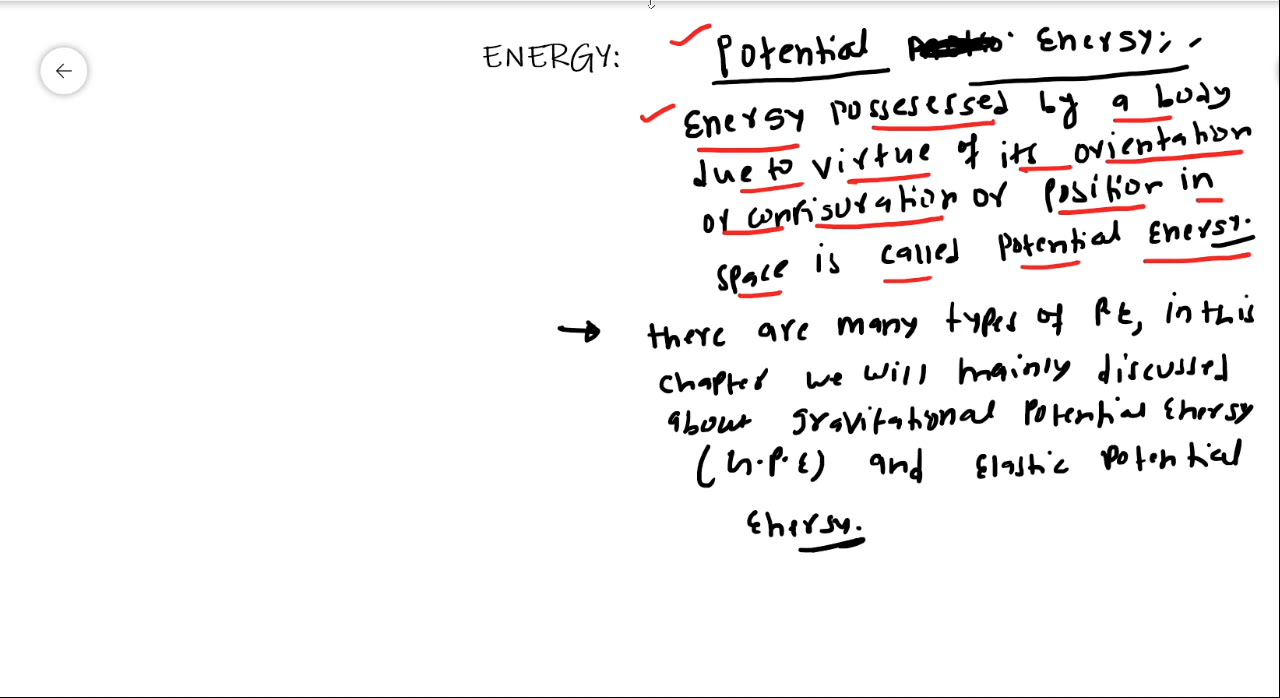 ENERGY:
Potential Energy:-
Energy possesessed by a body
due to virtue of its orientation
or configuration or position in
space is called potential Energy.
→ there are many types of PE, in this
chapter we will mainly discussed
about gravitational Potential Energy
(G.P.E) and Elastic Potential
Energy.